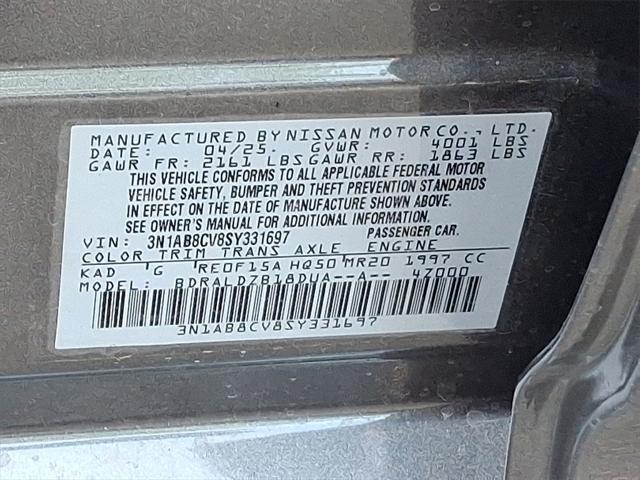 MANUFACTURED BY NISSAN MOTOR CO., LTD.
DATE: 04/25. GVWR: 4001 LBS
GAWR FR: 2161 LBS GAWR RR: 1863 LBS
THIS VEHICLE CONFORMS TO ALL APPLICABLE FEDERAL MOTOR
VEHICLE SAFETY, BUMPER AND THEFT PREVENTION STANDARDS
IN EFFECT ON THE DATE OF MANUFACTURE SHOWN ABOVE.
SEE OWNER'S MANUAL FOR ADDITIONAL INFORMATION.
VIN: 3N1AB8CV8SY331697 PASSENGER CAR.
COLOR TRIM TRANS AXLE ENGINE
KAD G RE0F15A HQ50 MR20 1997 CC
MODEL: BDRALDZB18DUA--A-- 4Z000
3N1AB8CV8SY331697